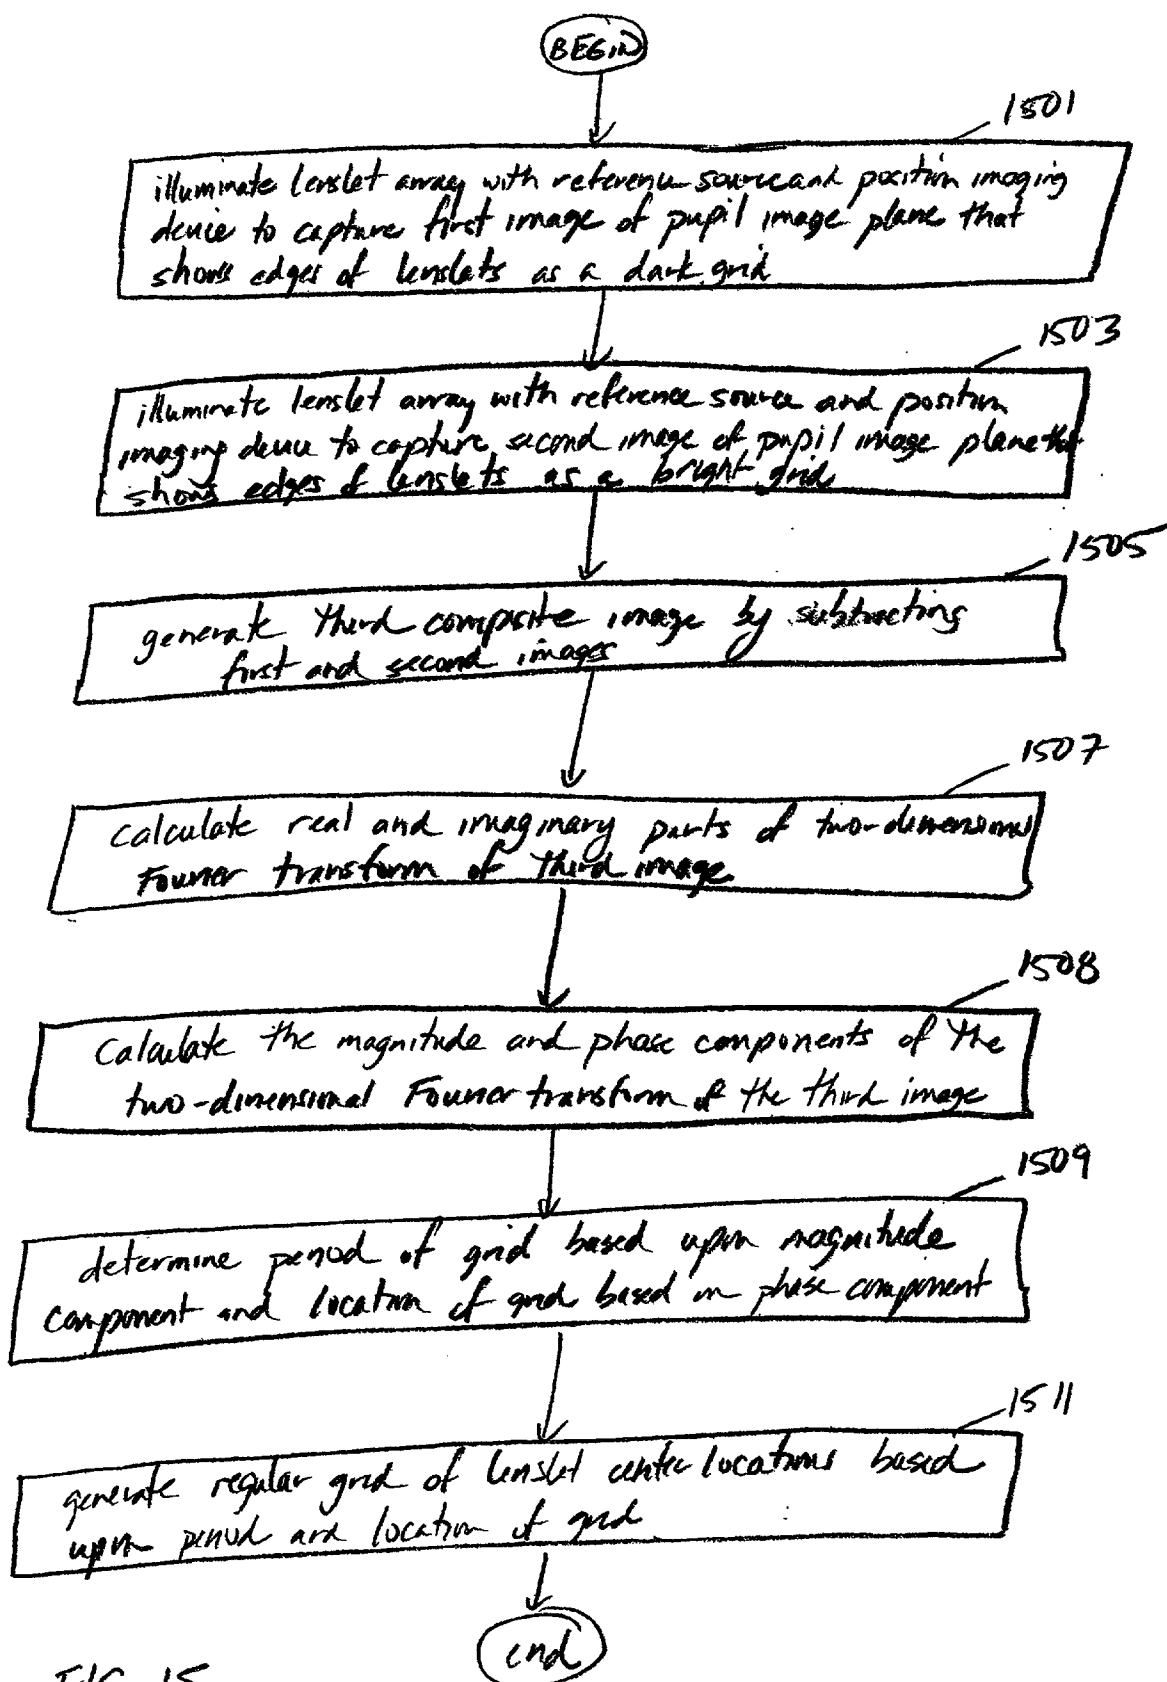 BEGIN
1501
illuminate lenslet array with reference source and position imaging
device to capture first image of pupil image plane that
shows edges of lenslets as a dark grid
1503
illuminate lenslet array with reference source and position
imaging device to capture second image of pupil image plane that
shows edges of lenslets as a bright grid
1505
generate third composite image by subtracting
first and second images
1507
Calculate real and imaginary parts of two-dimensional
Fourier transform of third image
1508
Calculate the magnitude and phase components of the
two-dimensional Fourier transform of the third image
1509
determine period of grid based upon magnitude
component and location of grid based on phase component
1511
generate regular grid of lenslet center locations based
upon period and location of grid
end
FIG. 15